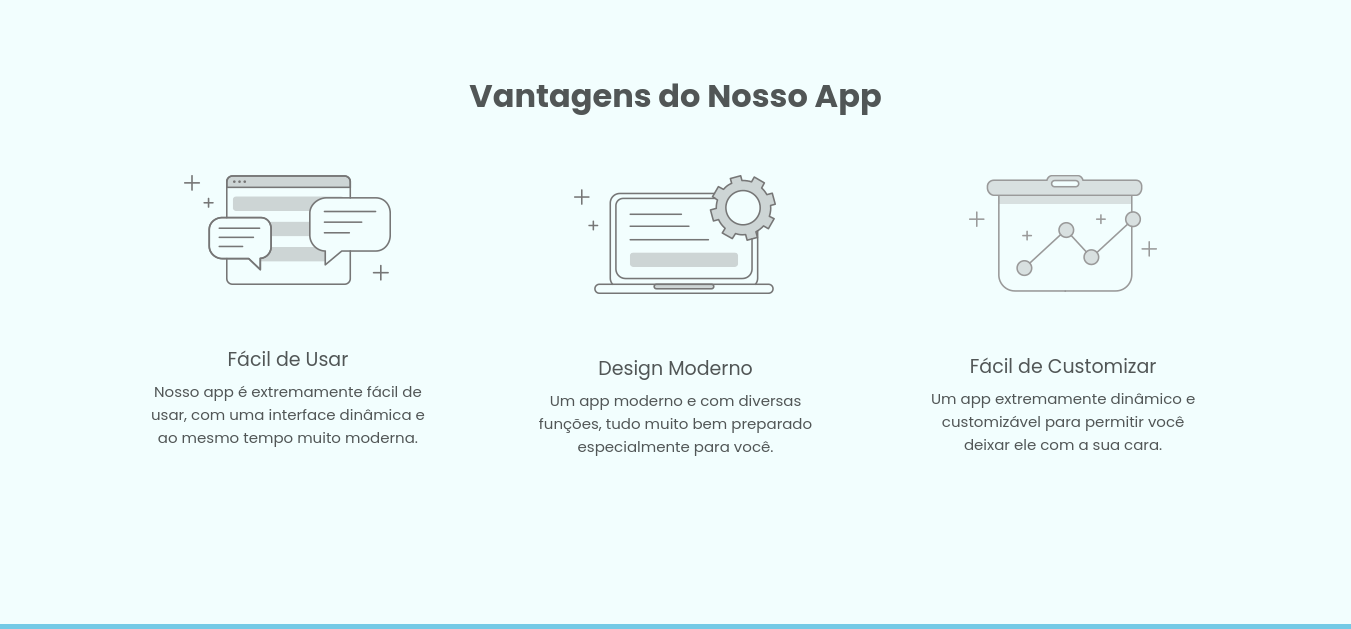 Vantagens do Nosso App
Fácil de Usar
Nosso app é extremamente fácil de
usar, com uma interface dinâmica e
ao mesmo tempo muito moderna.
Design Moderno
Um app moderno e com diversas
funções, tudo muito bem preparado
especialmente para você.
Fácil de Customizar
Um app extremamente dinâmico e
customizável para permitir você
deixar ele com a sua cara.